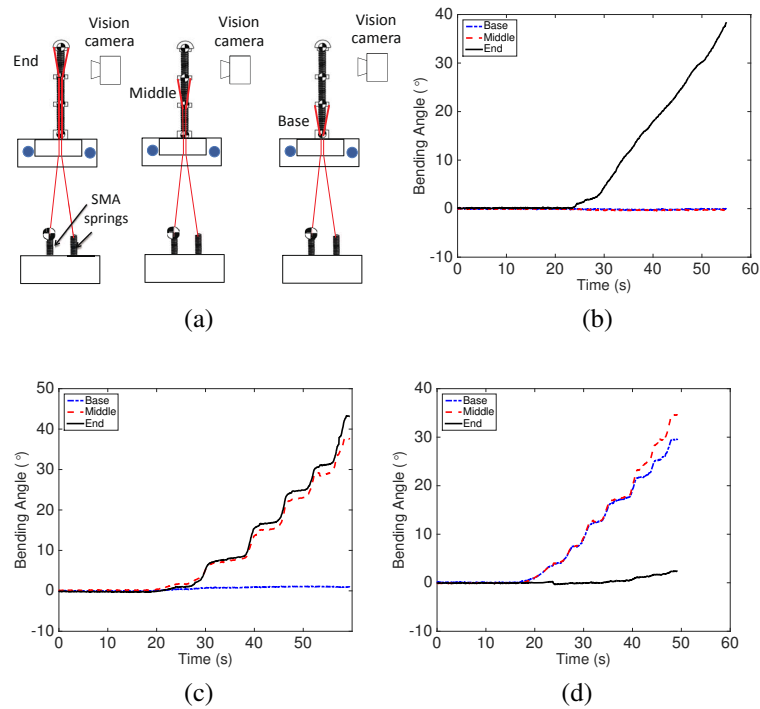 Vision
camera
End
Vision
camera
Middle
Vision
camera
Base
SMA
springs
(a)
40
30
20
10
0
-10
0
10
20
30
40
50
60
Bending Angle (°)
Time (s)
Base
Middle
End
(b)
50
40
30
20
10
0
-10
0
10
20
30
40
50
Bending Angle (°)
Time (s)
Base
Middle
End
(c)
40
30
20
10
0
-10
0
10
20
30
40
50
60
Bending Angle (°)
Time (s)
Base
Middle
End
(d)